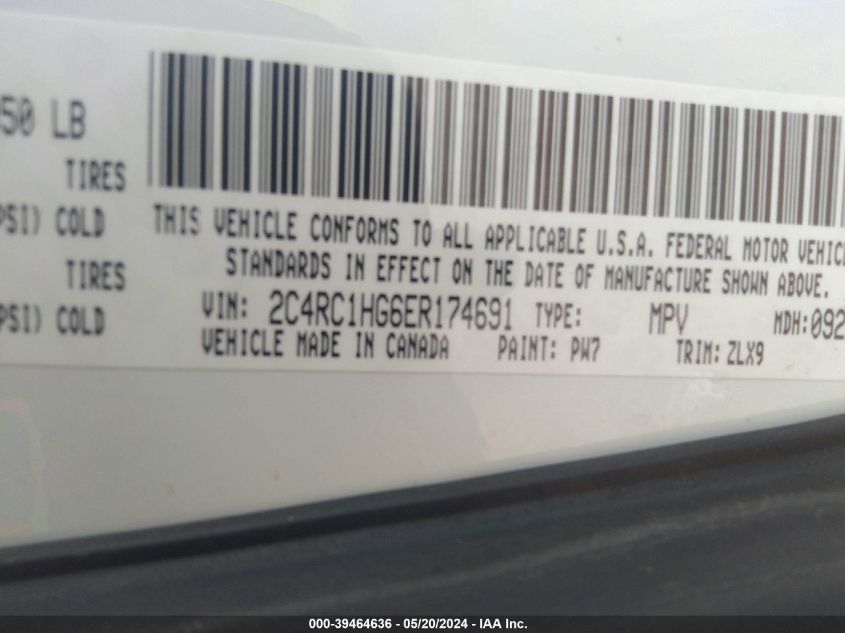 50 LB
TIRES
PSI) COLD
TIRES
PSI) COLD
THIS VEHICLE CONFORMS TO ALL APPLICABLE U.S.A. FEDERAL MOTOR VEHIC
STANDARDS IN EFFECT ON THE DATE OF MANUFACTURE SHOWN ABOVE.
VIN: 2C4RC1HG6ER174691 TYPE: MPV MDH:092
VEHICLE MADE IN CANADA PAINT: PW7 TRIM: ZLX9
000-39464636 - 05/20/2024 - IAA Inc.